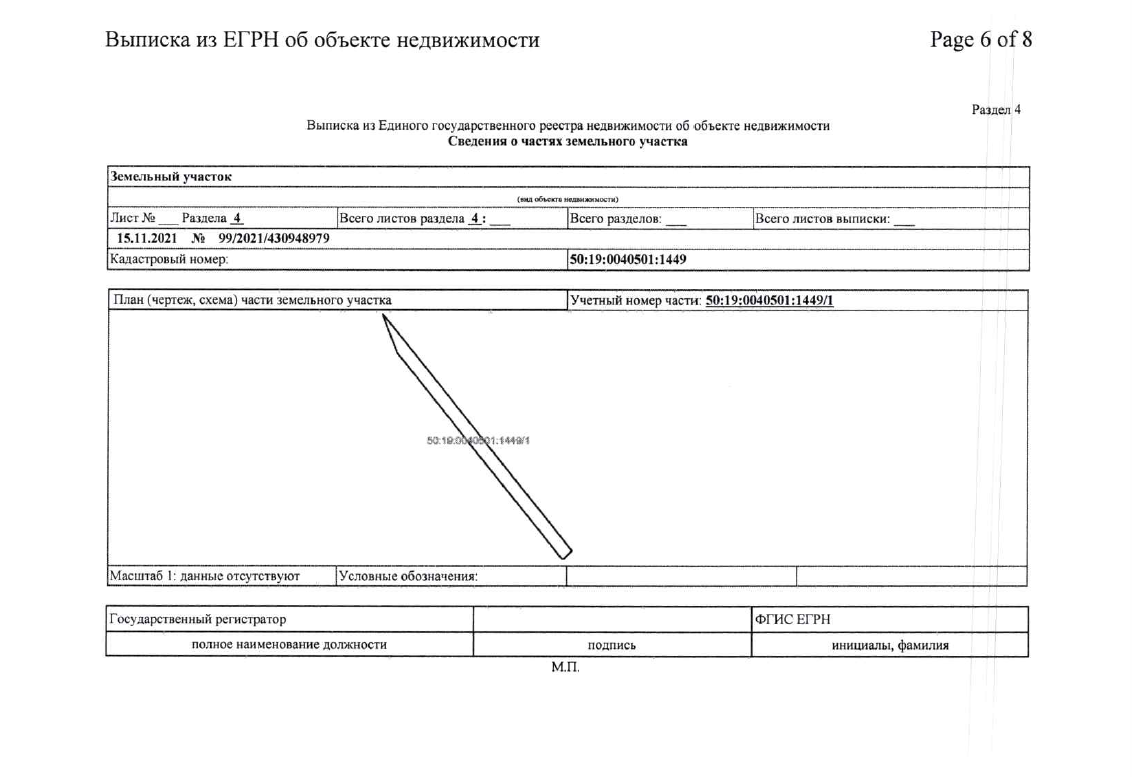 Выписка из ЕГРН об объекте недвижимости Page 6 of 8
Раздел 4
Выписка из Единого государственного реестра недвижимости об объекте недвижимости
Сведения о частях земельного участка
Земельный участок
(вид объекта недвижимости)
Лист № ___ Раздела 4 Всего листов раздела 4 : ___ Всего разделов: ___ Всего листов выписки: ___
15.11.2021 № 99/2021/430948979
Кадастровый номер: 50:19:0040501:1449
План (чертеж, схема) части земельного участка Учетный номер части: 50:19:0040501:1449/1
50:19:0040501:1449/1
Масштаб 1: данные отсутствуют Условные обозначения:
Государственный регистратор ФГИС ЕГРН
полное наименование должности подпись инициалы, фамилия
М.П.